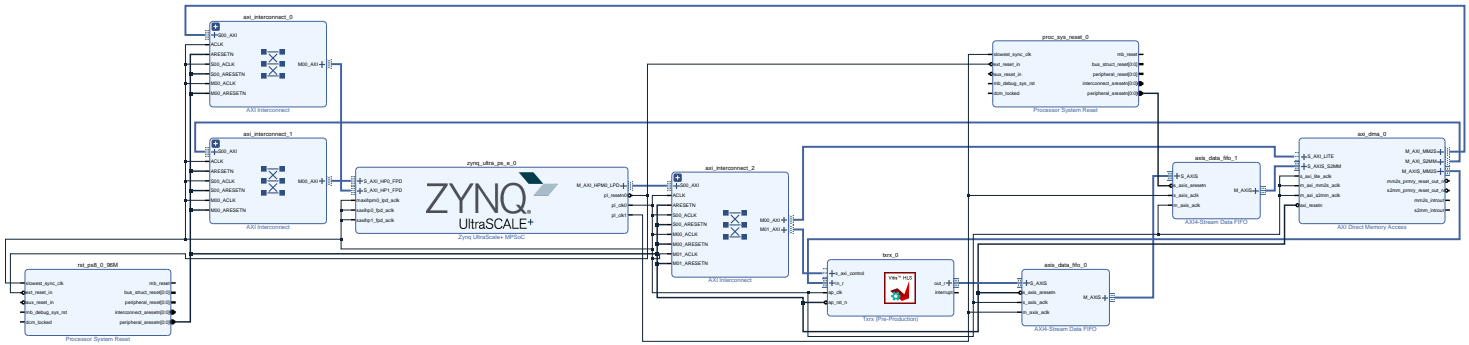 axi_interconnect_0
S00_AXI
ACLK
ARESETN
S00_ACLK
S00_ARESETN
M00_ACLK
M00_ARESETN
M00_AXI
AXI Interconnect
axi_interconnect_1
S00_AXI
ACLK
ARESETN
S00_ACLK
S00_ARESETN
M00_ACLK
M00_ARESETN
M00_AXI
AXI Interconnect
rst_ps8_0_96M
slowest_sync_clk
ext_reset_in
aux_reset_in
mb_debug_sys_rst
dcm_locked
mb_reset
bus_struct_reset[0:0]
peripheral_reset[0:0]
interconnect_aresetn[0:0]
peripheral_aresetn[0:0]
Processor System Reset
zynq_ultra_ps_e_0
S_AXI_HP0_FPD
S_AXI_HP1_FPD
maxihpm0_lpd_aclk
saxihp0_fpd_aclk
saxihp1_fpd_aclk
ZYNQ
UltraSCALE+
M_AXI_HPM0_LPD
pl_resetn0
pl_clk0
pl_clk1
Zynq UltraScale+ MPSoC
axi_interconnect_2
S00_AXI
ACLK
ARESETN
S00_ACLK
S00_ARESETN
M00_ACLK
M00_ARESETN
M01_ACLK
M01_ARESETN
M00_AXI
M01_AXI
AXI Interconnect
proc_sys_reset_0
slowest_sync_clk
ext_reset_in
aux_reset_in
mb_debug_sys_rst
dcm_locked
mb_reset
bus_struct_reset[0:0]
peripheral_reset[0:0]
interconnect_aresetn[0:0]
peripheral_aresetn[0:0]
Processor System Reset
txrx_0
s_axi_control
in_r
ap_clk
ap_rst_n
Vitis™ HLS
out_r
interrupt
Txrx (Pre-Production)
axis_data_fifo_0
S_AXIS
s_axis_aresetn
s_axis_aclk
m_axis_aclk
M_AXIS
AXI4-Stream Data FIFO
axis_data_fifo_1
S_AXIS
s_axis_aresetn
s_axis_aclk
m_axis_aclk
M_AXIS
AXI4-Stream Data FIFO
axi_dma_0
S_AXI_LITE
S_AXIS_S2MM
s_axi_lite_aclk
m_axi_mm2s_aclk
m_axi_s2mm_aclk
axi_resetn
M_AXI_MM2S
M_AXI_S2MM
M_AXIS_MM2S
mm2s_prmry_reset_out_n
s2mm_prmry_reset_out_n
mm2s_introut
s2mm_introut
AXI Direct Memory Access